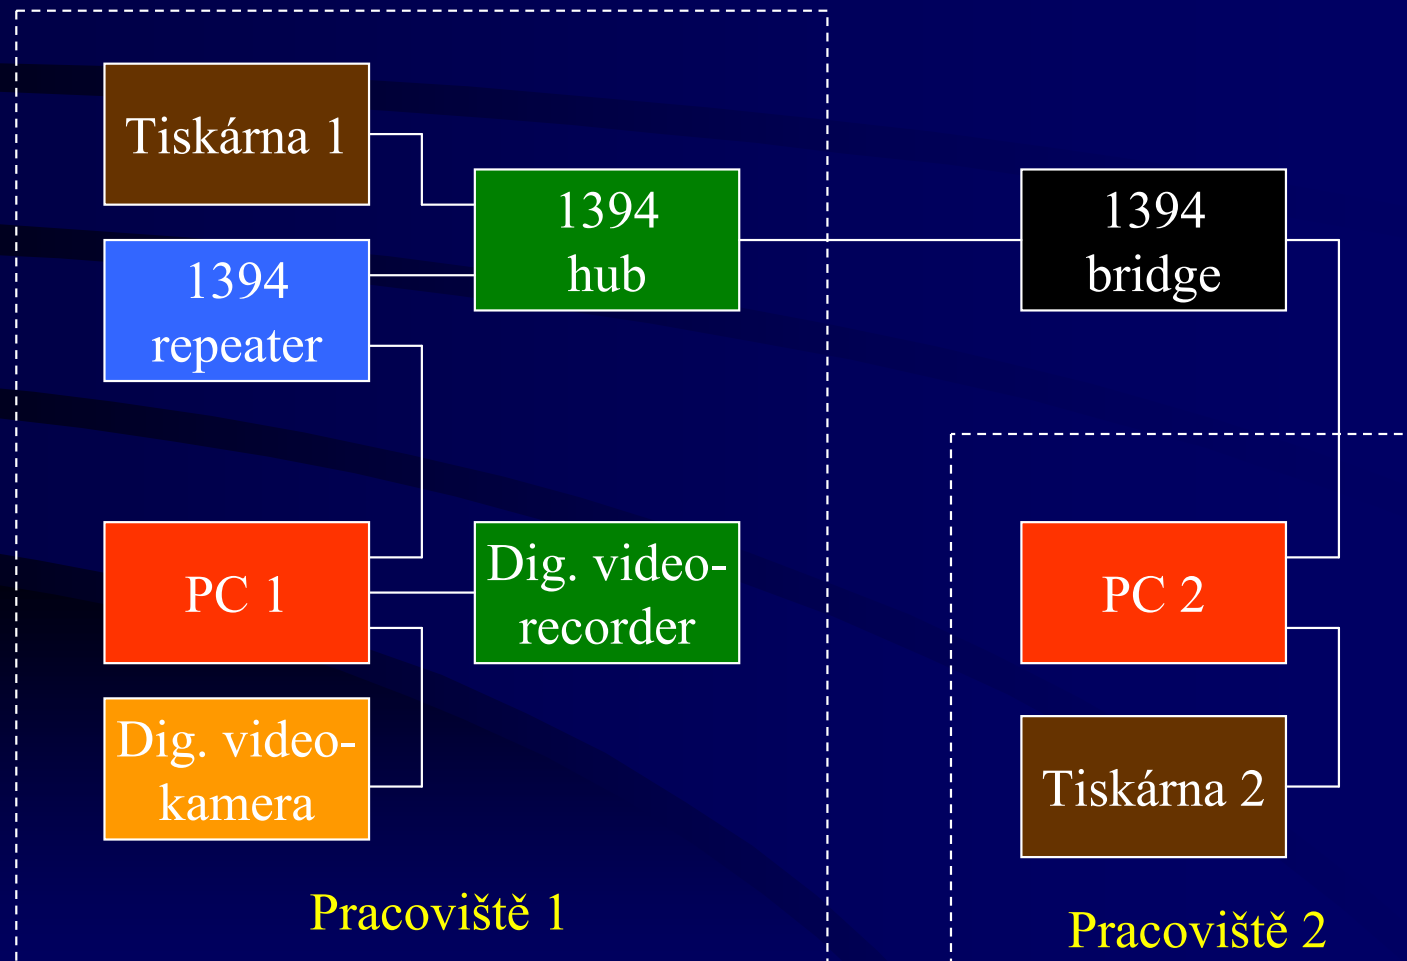 Tiskárna 1
1394
hub
1394
bridge
1394
repeater
PC 1
Dig. video-
recorder
PC 2
Dig. video-
kamera
Tiskárna 2
Pracoviště 1
Pracoviště 2